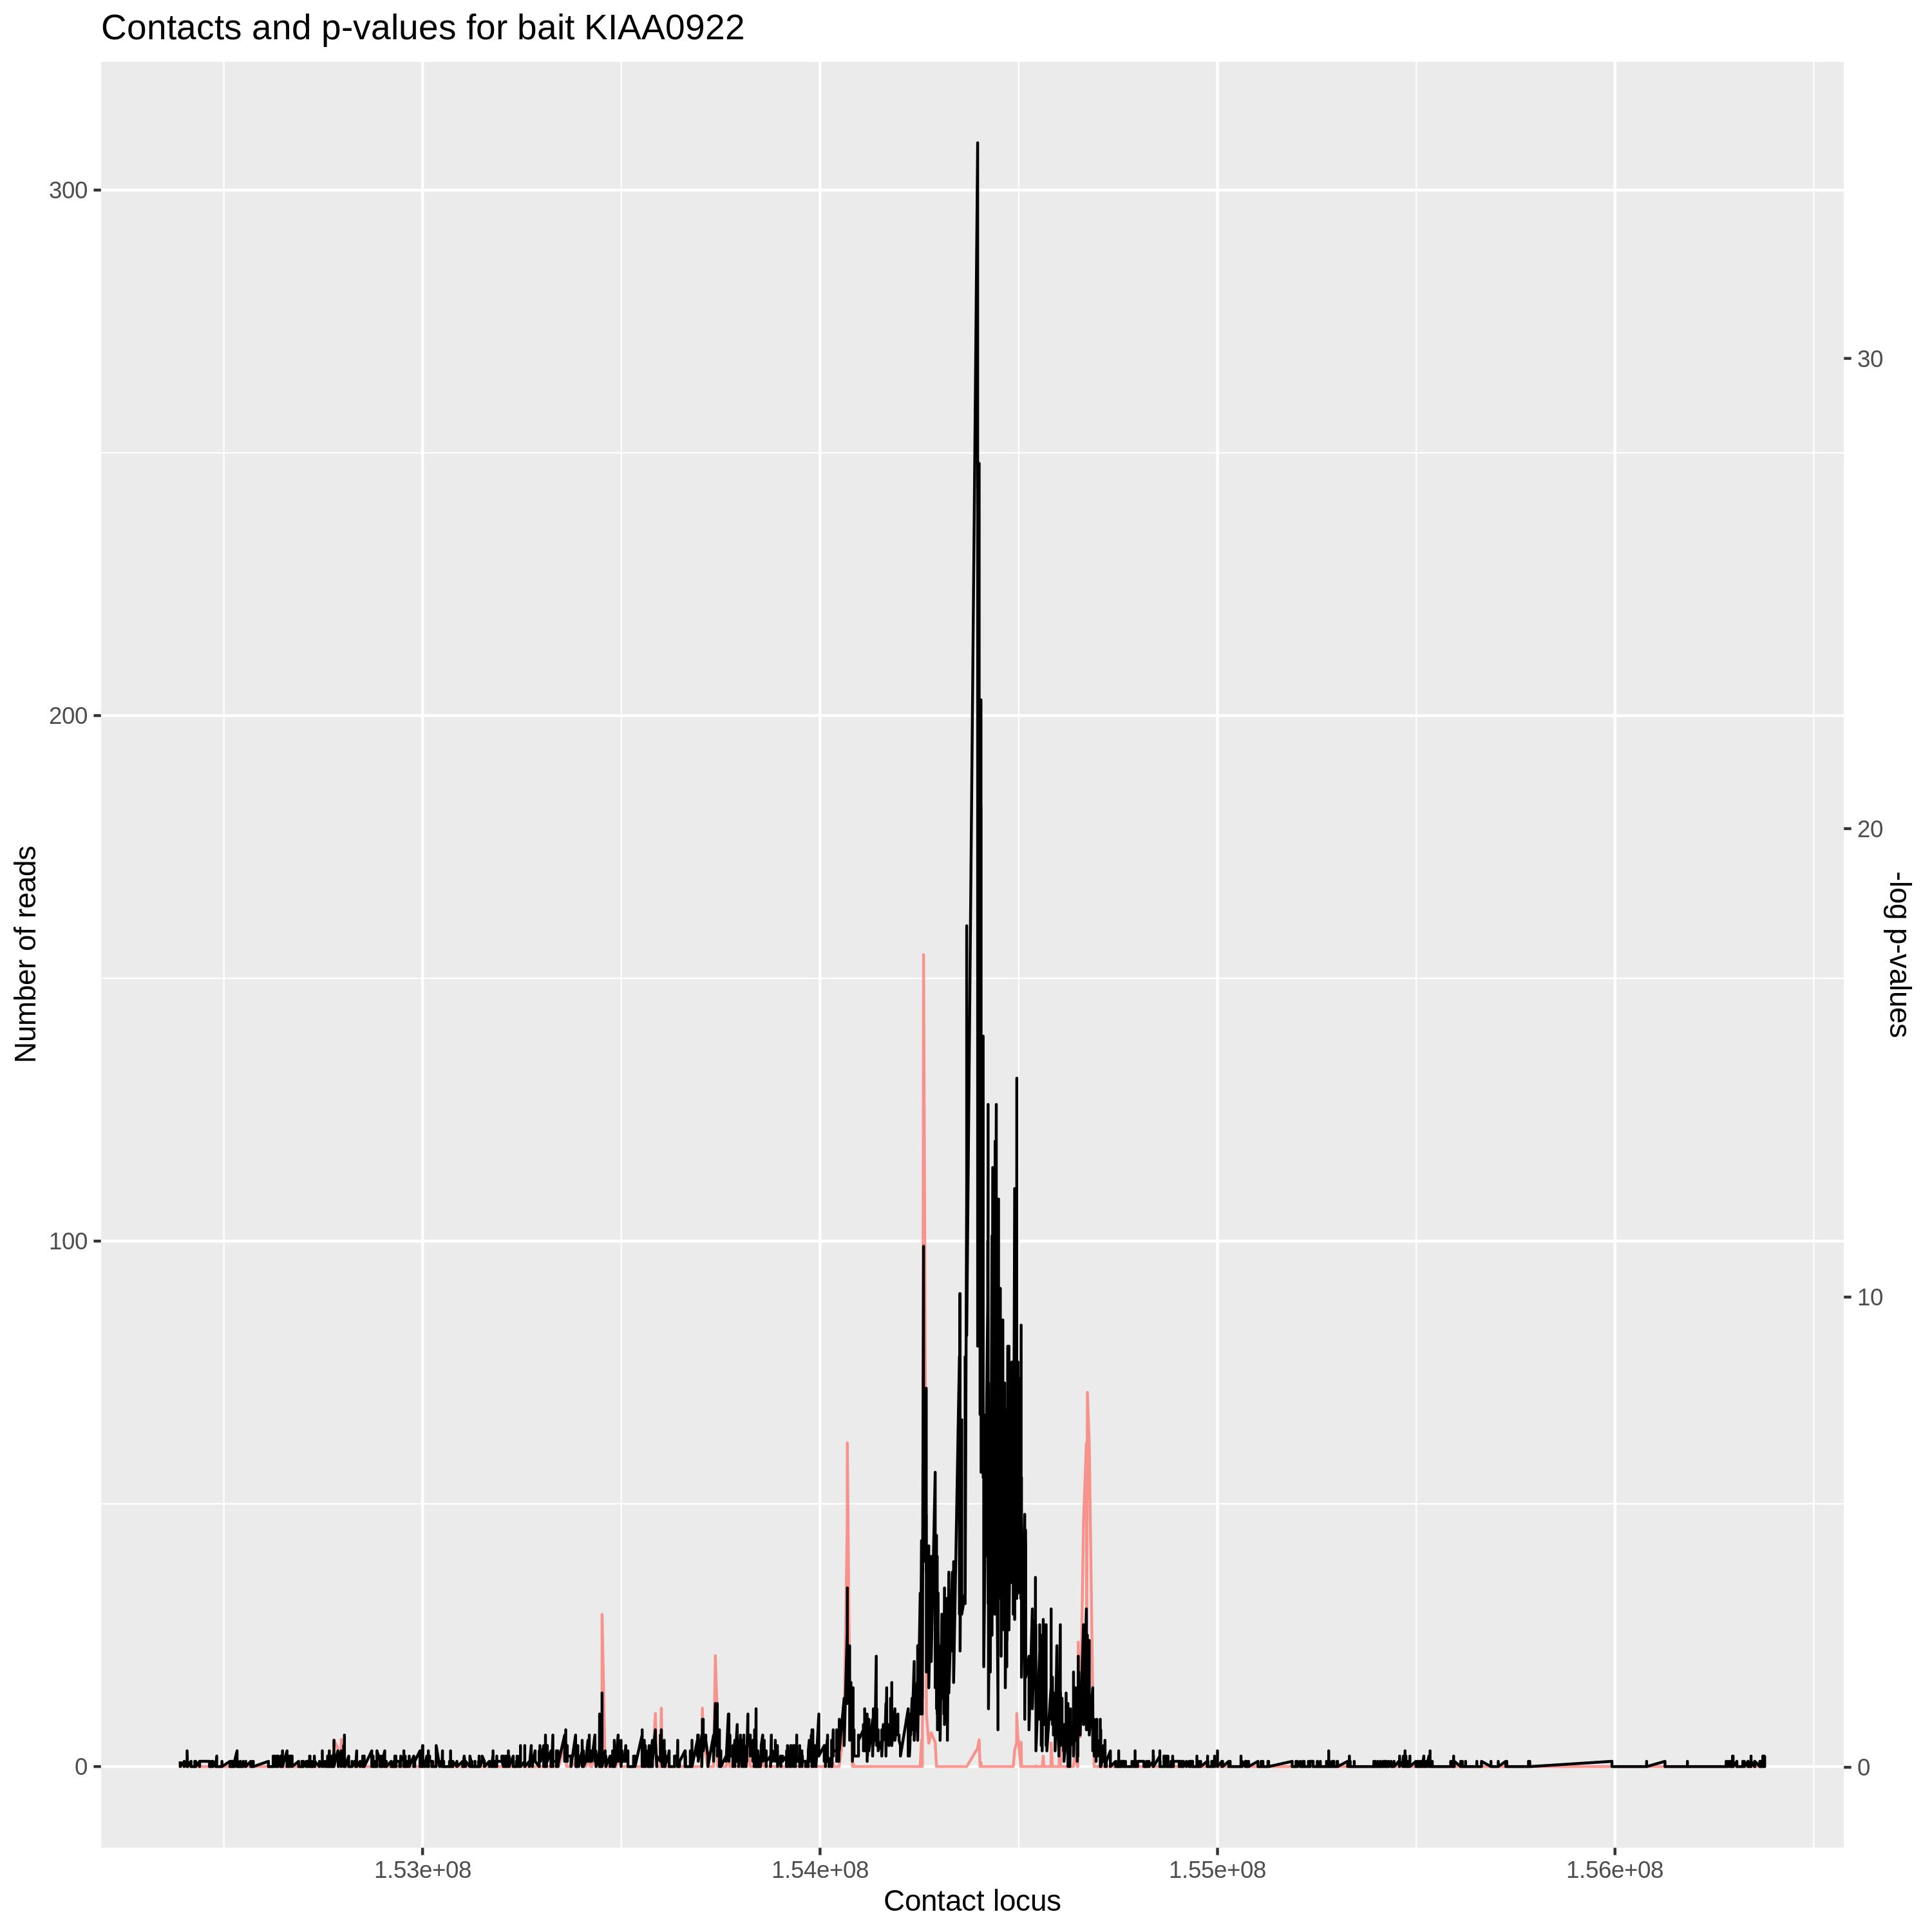 Contacts and p-values for bait KIAA0922
300
200
100
0
Number of reads
30
20
10
0
-log p-values
1.53e+08
1.54e+08
1.55e+08
1.56e+08
Contact locus